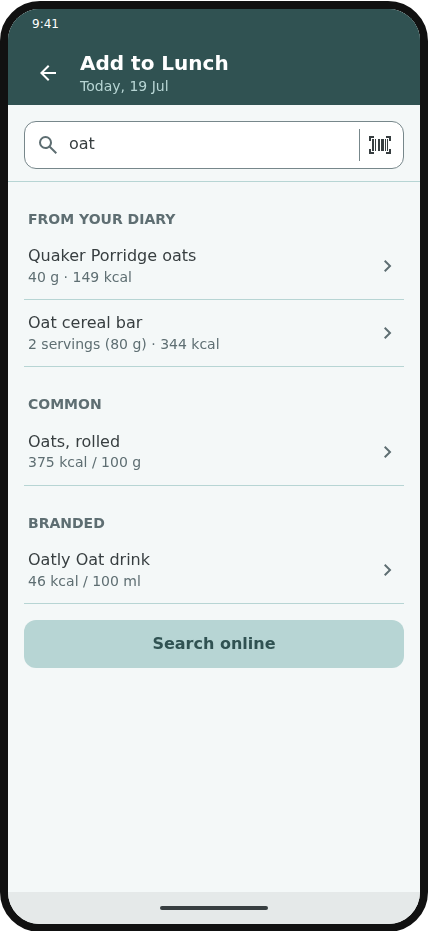 9:41
Add to Lunch
Today, 19 Jul
oat
FROM YOUR DIARY
Quaker Porridge oats
40 g · 149 kcal
Oat cereal bar
2 servings (80 g) · 344 kcal
COMMON
Oats, rolled
375 kcal / 100 g
BRANDED
Oatly Oat drink
46 kcal / 100 ml
Search online